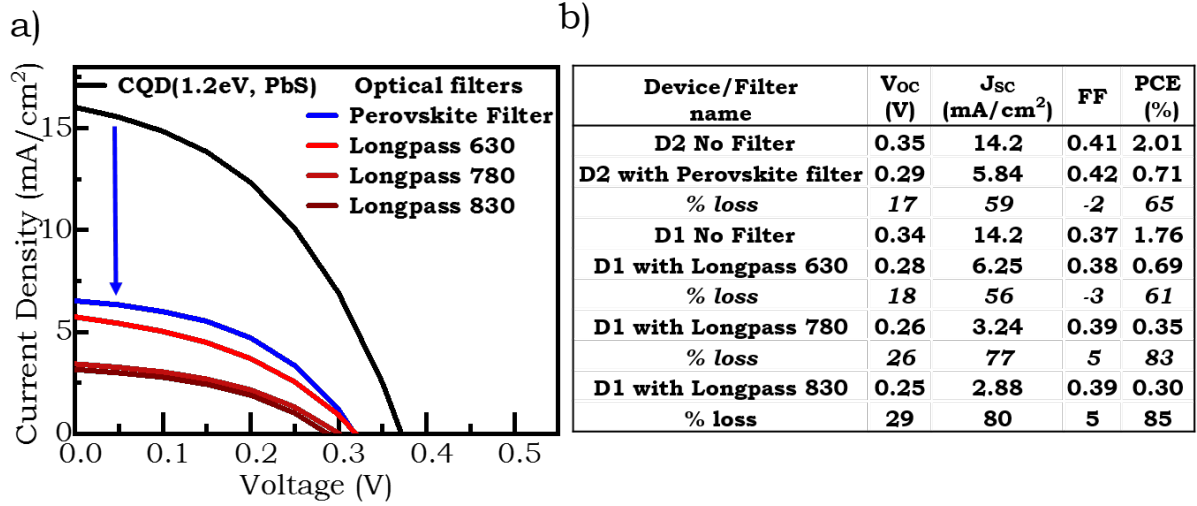 a)
b)
CQD(1.2eV, PbS) Optical filters
Perovskite Filter
Longpass 630
Longpass 780
Longpass 830
Current Density (mA/cm²)
15
10
5
0
0.0 0.1 0.2 0.3 0.4 0.5
Voltage (V)
Device/Filter name V_OC (V) J_SC (mA/cm²) FF PCE (%)
D2 No Filter 0.35 14.2 0.41 2.01
D2 with Perovskite filter 0.29 5.84 0.42 0.71
% loss 17 59 -2 65
D1 No Filter 0.34 14.2 0.37 1.76
D1 with Longpass 630 0.28 6.25 0.38 0.69
% loss 18 56 -3 61
D1 with Longpass 780 0.26 3.24 0.39 0.35
% loss 26 77 5 83
D1 with Longpass 830 0.25 2.88 0.39 0.30
% loss 29 80 5 85